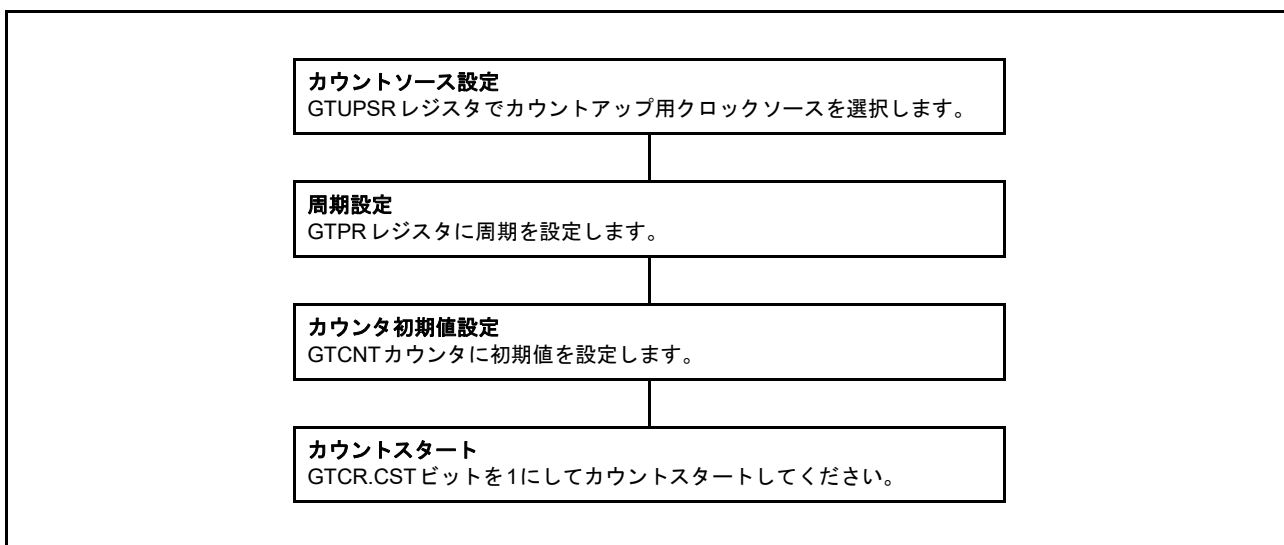 カウントソース設定
GTUPSRレジスタでカウントアップ用クロックソースを選択します。
周期設定
GTPRレジスタに周期を設定します。
カウンタ初期値設定
GTCNTカウンタに初期値を設定します。
カウントスタート
GTCR.CSTビットを1にしてカウントスタートしてください。